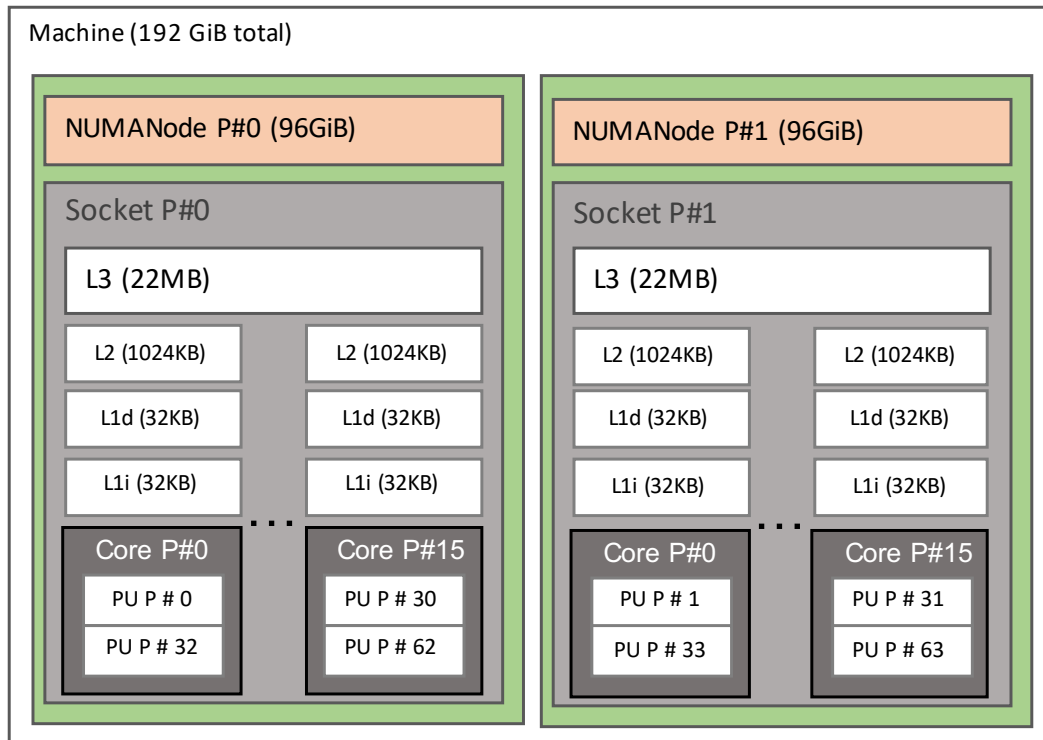 Machine (192 GiB total)
NUMANode P#0 (96GiB)
Socket P#0
L3 (22MB)
L2 (1024KB)
L2 (1024KB)
L1d (32KB)
L1d (32KB)
L1i (32KB)
L1i (32KB)
...
Core P#0
Core P#15
PU P # 0
PU P # 30
PU P # 32
PU P # 62
NUMANode P#1 (96GiB)
Socket P#1
L3 (22MB)
L2 (1024KB)
L2 (1024KB)
L1d (32KB)
L1d (32KB)
L1i (32KB)
L1i (32KB)
...
Core P#0
Core P#15
PU P # 1
PU P # 31
PU P # 33
PU P # 63